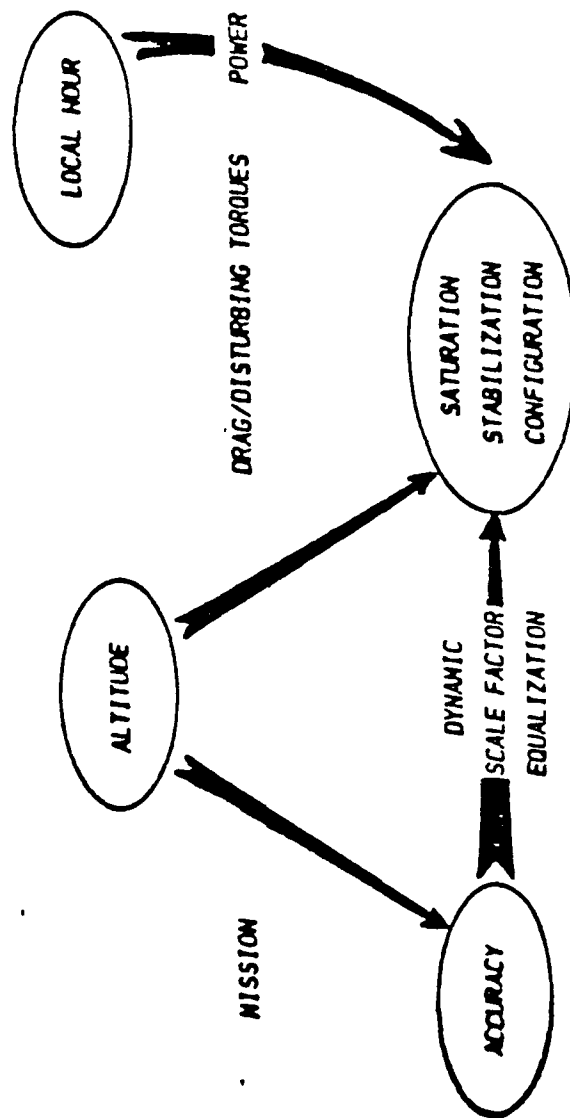 LOCAL HOUR
ALTITUDE
POWER
DRAG/DISTURBING TORQUES
MISSION
SATURATION
STABILIZATION
CONFIGURATION
DYNAMIC
SCALE FACTOR
EQUALIZATION
ACCURACY